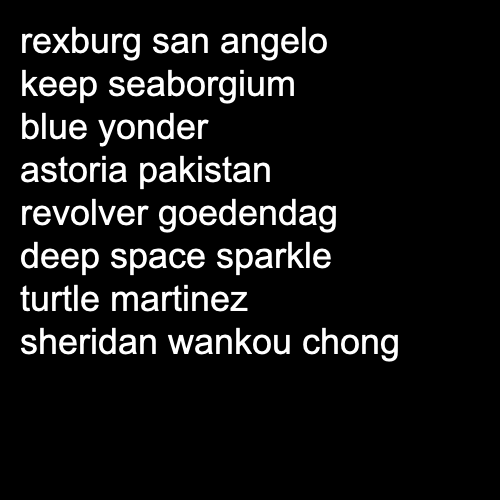 rexburg san angelo
keep seaborgium
blue yonder
astoria pakistan
revolver goedendag
deep space sparkle
turtle martinez
sheridan wankou chong